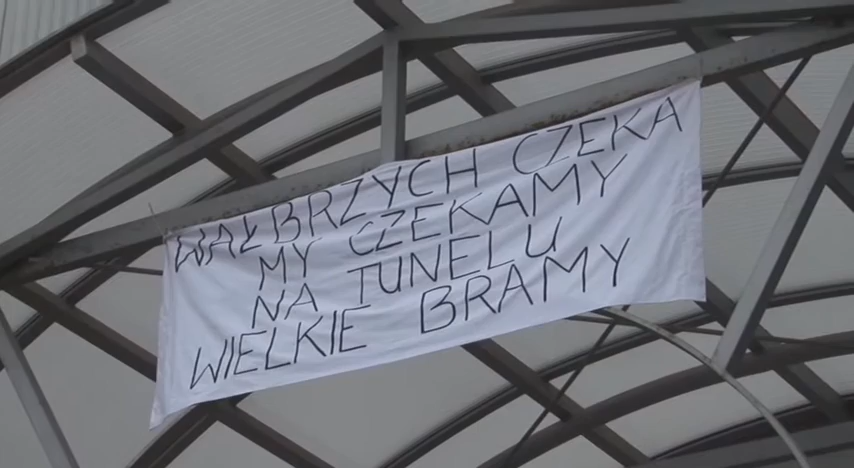 WAŁBRZYCH CZEKA
MY CZEKAMY
NA TUNELU
WIELKIE BRAMY